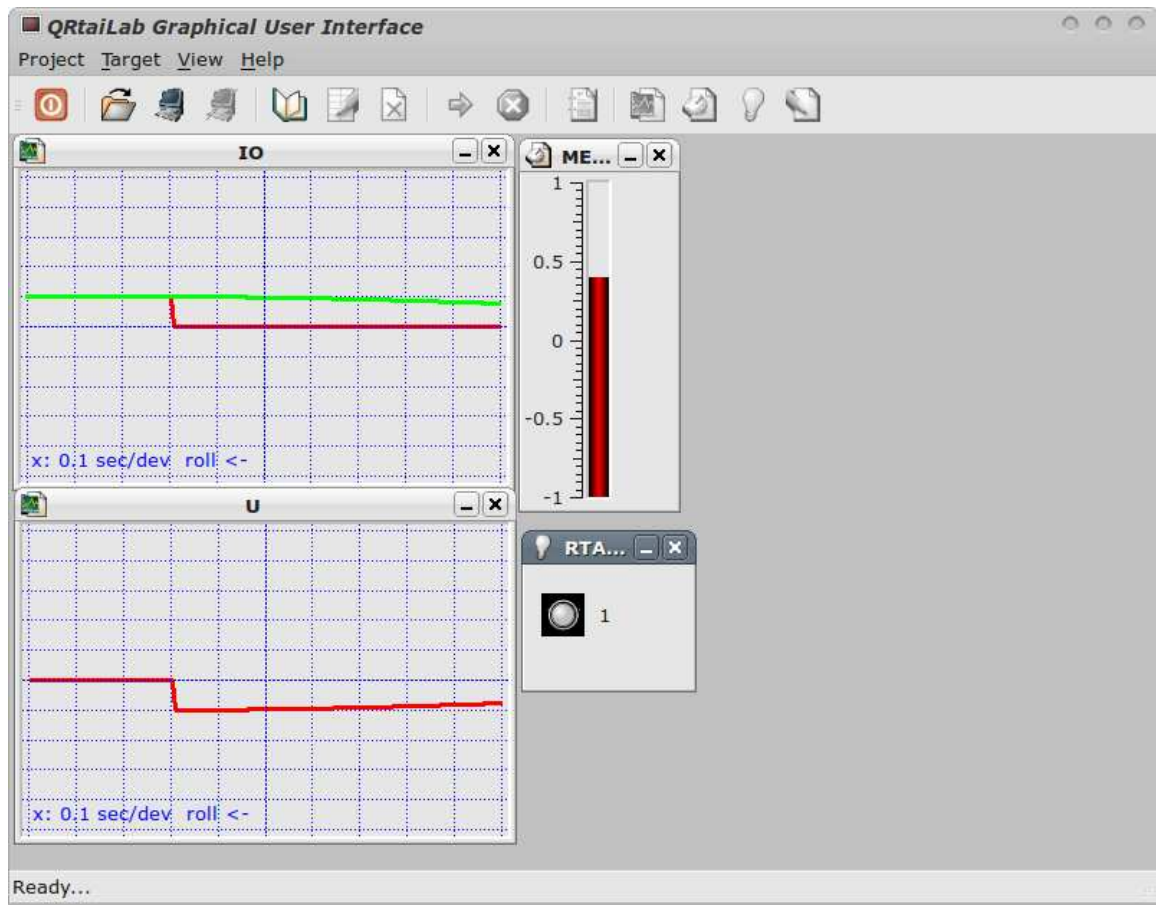 QRtaiLab Graphical User Interface
Project Target View Help
IO
x: 0.1 sec/dev roll <-
ME...
1
0.5
0
-0.5
-1
U
x: 0.1 sec/dev roll <-
RTA...
1
Ready...